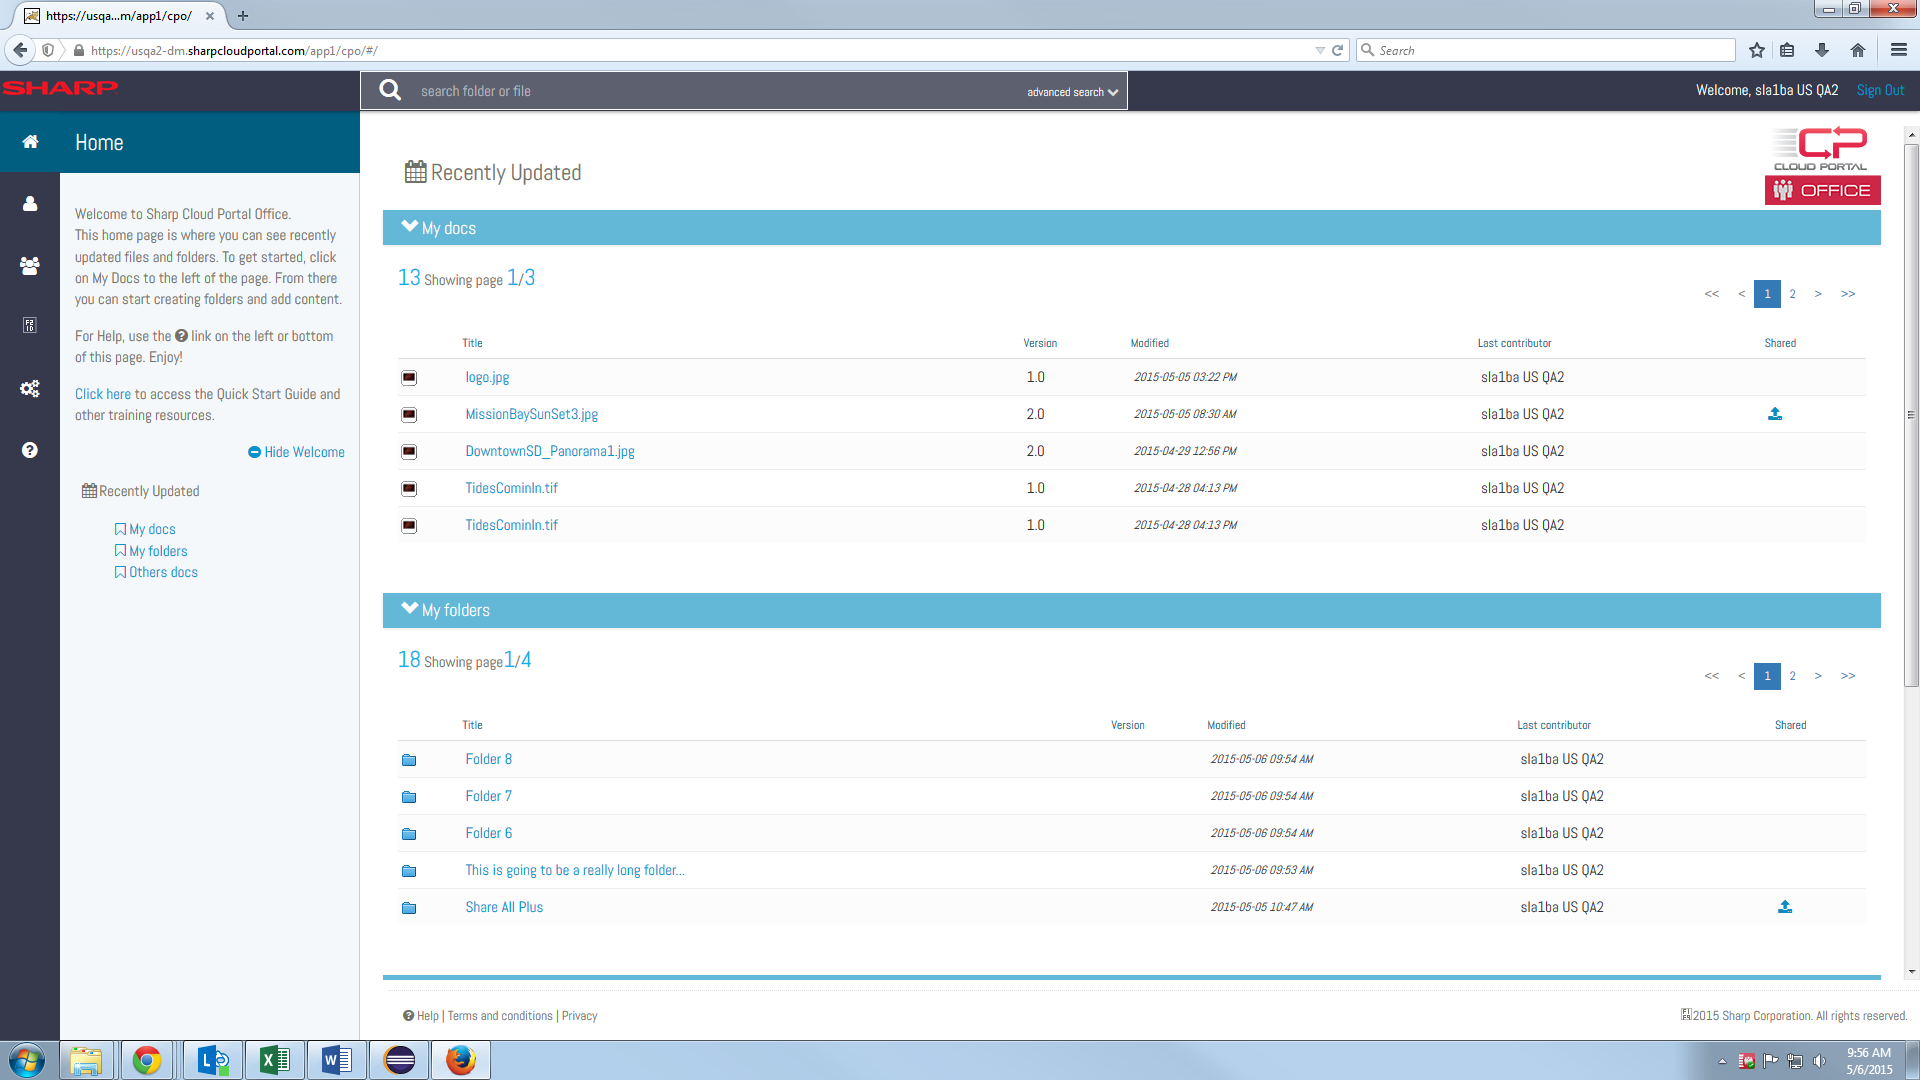 https://usqa...m/app1/cpo/
https://usqa2-dm.sharpcloudportal.com/app1/cpo/#/
Search
SHARP
search folder or file
advanced search
Welcome, sla1ba US QA2
Sign Out
Home
Welcome to Sharp Cloud Portal Office.
This home page is where you can see recently
updated files and folders. To get started, click
on My Docs to the left of the page. From there
you can start creating folders and add content.
For Help, use the link on the left or bottom
of this page. Enjoy!
Click here to access the Quick Start Guide and
other training resources.
Hide Welcome
Recently Updated
My docs
My folders
Others docs
Recently Updated
CP
CLOUD PORTAL
OFFICE
My docs
13 Showing page 1/3
<< < 1 2 > >>
Title Version Modified Last contributor Shared
logo.jpg 1.0 2015-05-05 03:22 PM sla1ba US QA2
MissionBaySunSet3.jpg 2.0 2015-05-05 08:30 AM sla1ba US QA2
DowntownSD_Panorama1.jpg 2.0 2015-04-29 12:56 PM sla1ba US QA2
TidesCominIn.tif 1.0 2015-04-28 04:13 PM sla1ba US QA2
TidesCominIn.tif 1.0 2015-04-28 04:13 PM sla1ba US QA2
My folders
18 Showing page1/4
<< < 1 2 > >>
Title Version Modified Last contributor Shared
Folder 8 2015-05-06 09:54 AM sla1ba US QA2
Folder 7 2015-05-06 09:54 AM sla1ba US QA2
Folder 6 2015-05-06 09:54 AM sla1ba US QA2
This is going to be a really long folder... 2015-05-06 09:53 AM sla1ba US QA2
Share All Plus 2015-05-05 10:47 AM sla1ba US QA2
Help | Terms and conditions | Privacy
2015 Sharp Corporation. All rights reserved.
9:56 AM
5/6/2015